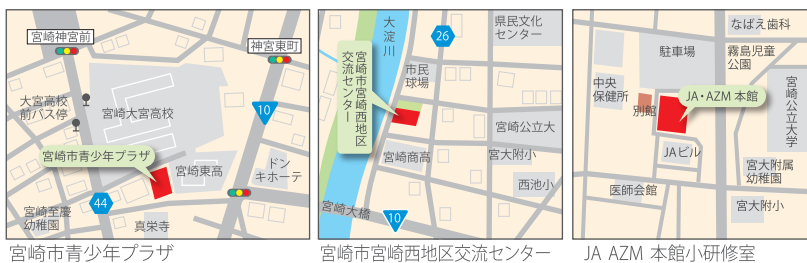 宮崎神宮前
神宮東町
大宮高校
前バス停
宮崎大宮高校
10
宮崎市青少年プラザ
宮崎東高
ドン
キホーテ
44
宮崎至慶
幼稚園
真栄寺
宮崎市青少年プラザ
大淀川
26
県民文化
センター
宮崎市宮崎西地区
交流センター
市民
球場
宮崎公立大
宮崎商高
宮大附小
西池小
宮崎大橋
10
宮崎市宮崎西地区交流センター
なばえ歯科
駐車場
霧島児童
公園
中央
保健所
別館
JA・AZM 本館
宮崎公立大学
JAビル
宮大附属
幼稚園
医師会館
宮大附小
JA AZM 本館小研修室